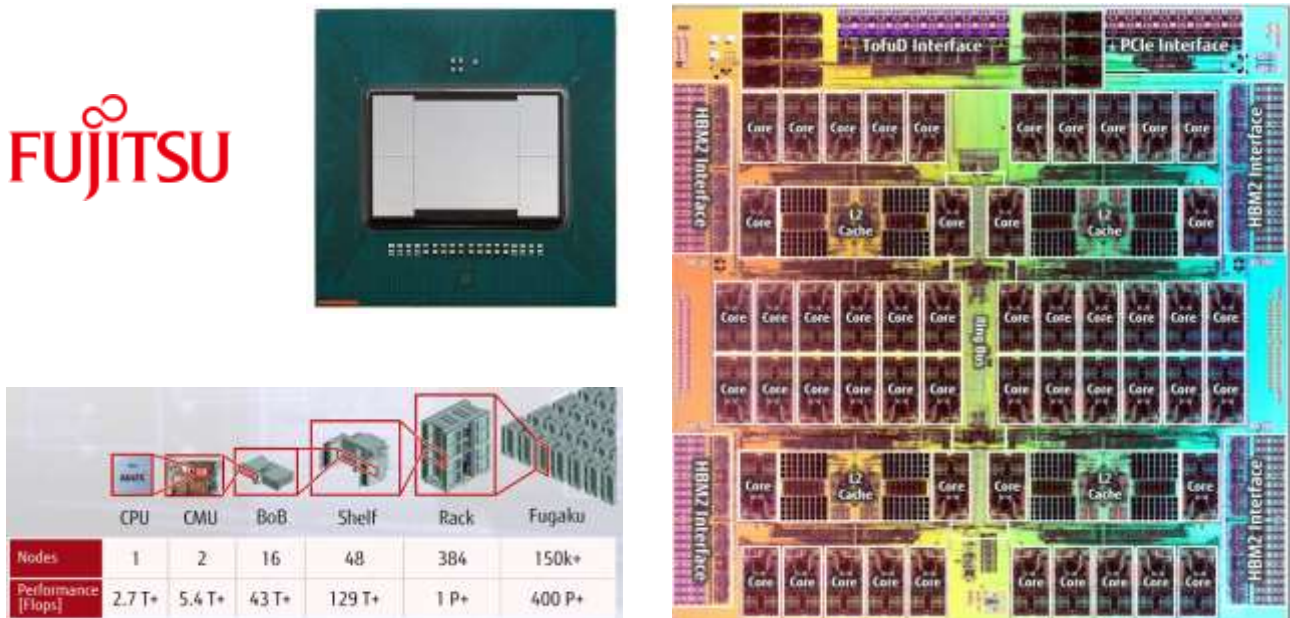 FUJITSU
CPU CMU BoB Shelf Rack Fugaku
Nodes 1 2 16 48 384 150k+
Performance
[Flops] 2.7 T+ 5.4 T+ 43 T+ 129 T+ 1 P+ 400 P+
TofuD Interface PCIe Interface
HBM2 Interface
Core Core Core Core Core Core Core Core Core Core
HBM2 Interface
Core L2 Core Core L2 Core
Cache Cache
Core Core Core Core Core Core Core Core Core Core Core Core
Ring Bus
Core Core Core Core Core Core Core Core Core Core Core Core
HBM2 Interface
Core L2 Core Core L2 Core
Cache Cache
HBM2 Interface
Core Core Core Core Core Core Core Core Core Core